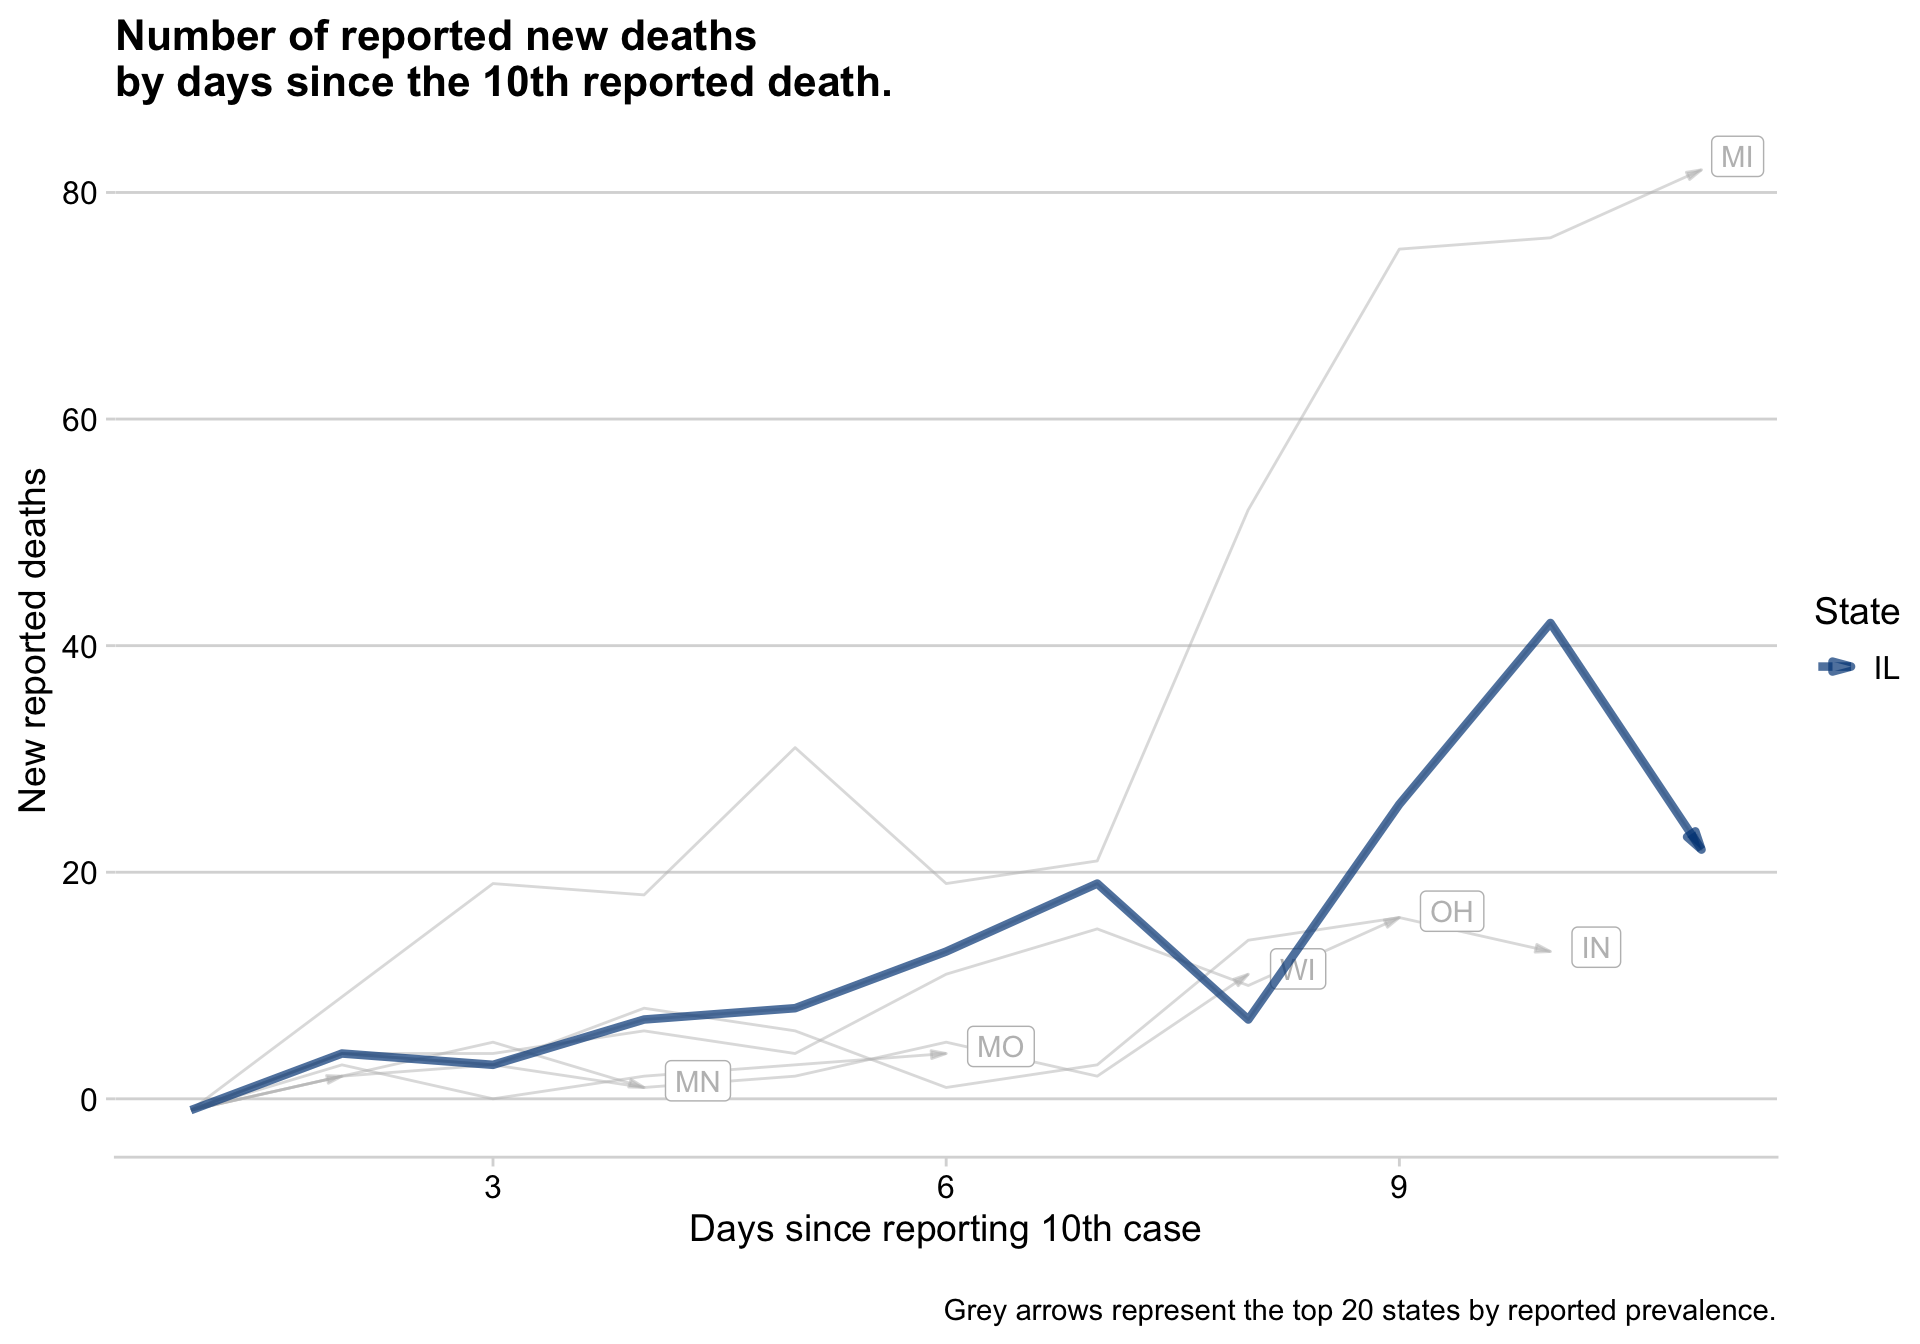 Number of reported new deaths
by days since the 10th reported death.
MI
80
60
New reported deaths
State
40
IL
20
OH
IN
WI
MO
MN
0
3
6
9
Days since reporting 10th case
Grey arrows represent the top 20 states by reported prevalence.